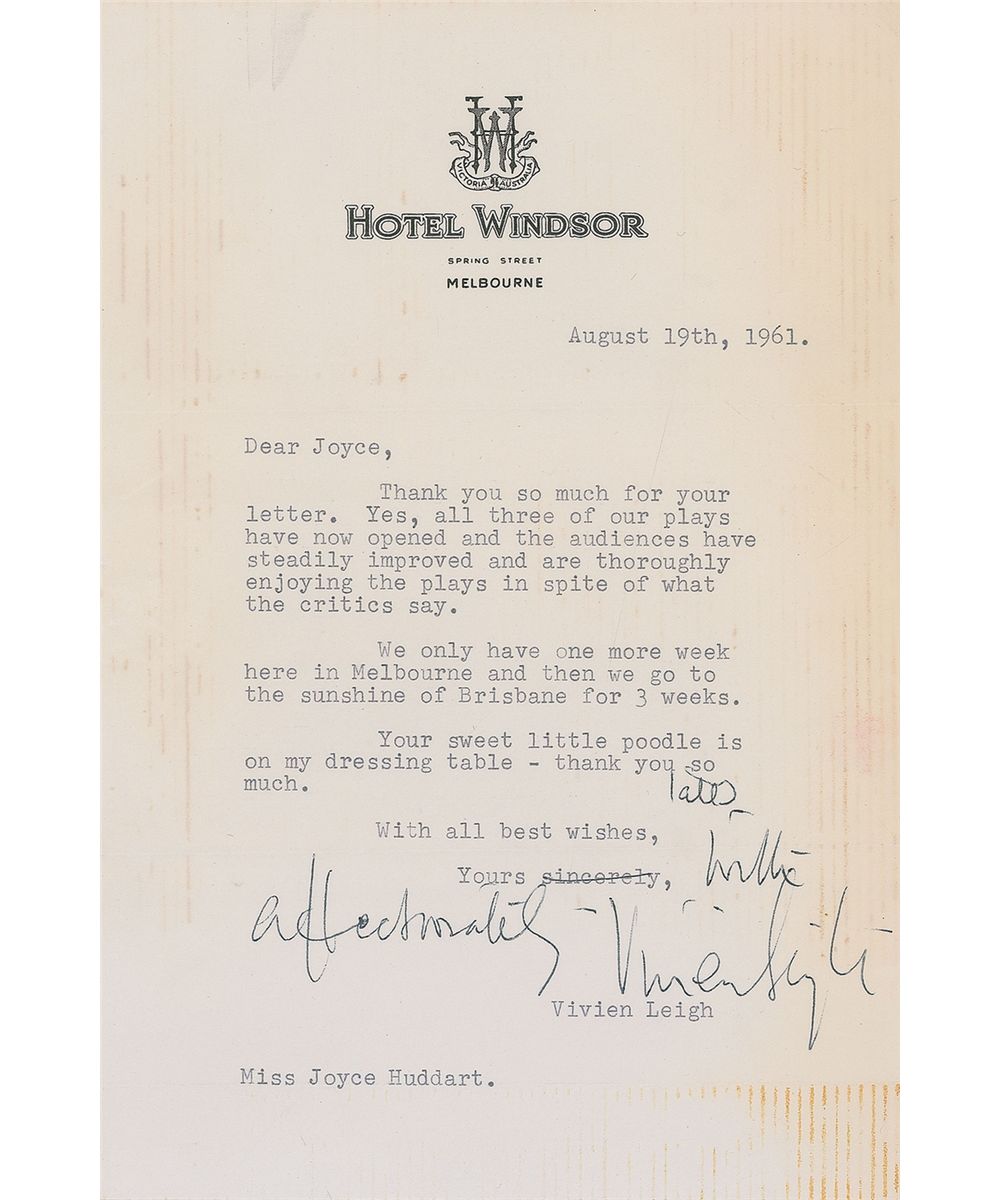 HW
VICTORIA AUSTRALIA
HOTEL WINDSOR
SPRING STREET
MELBOURNE
August 19th, 1961.
Dear Joyce,
Thank you so much for your
letter. Yes, all three of our plays
have now opened and the audiences have
steadily improved and are thoroughly
enjoying the plays in spite of what
the critics say.
We only have one more week
here in Melbourne and then we go to
the sunshine of Brisbane for 3 weeks.
Your sweet little poodle is
on my dressing table - thank you so
much.
With all best wishes,
Yours sincerely,
affectionately - Vivien Leigh
Vivien Leigh
Miss Joyce Huddart.